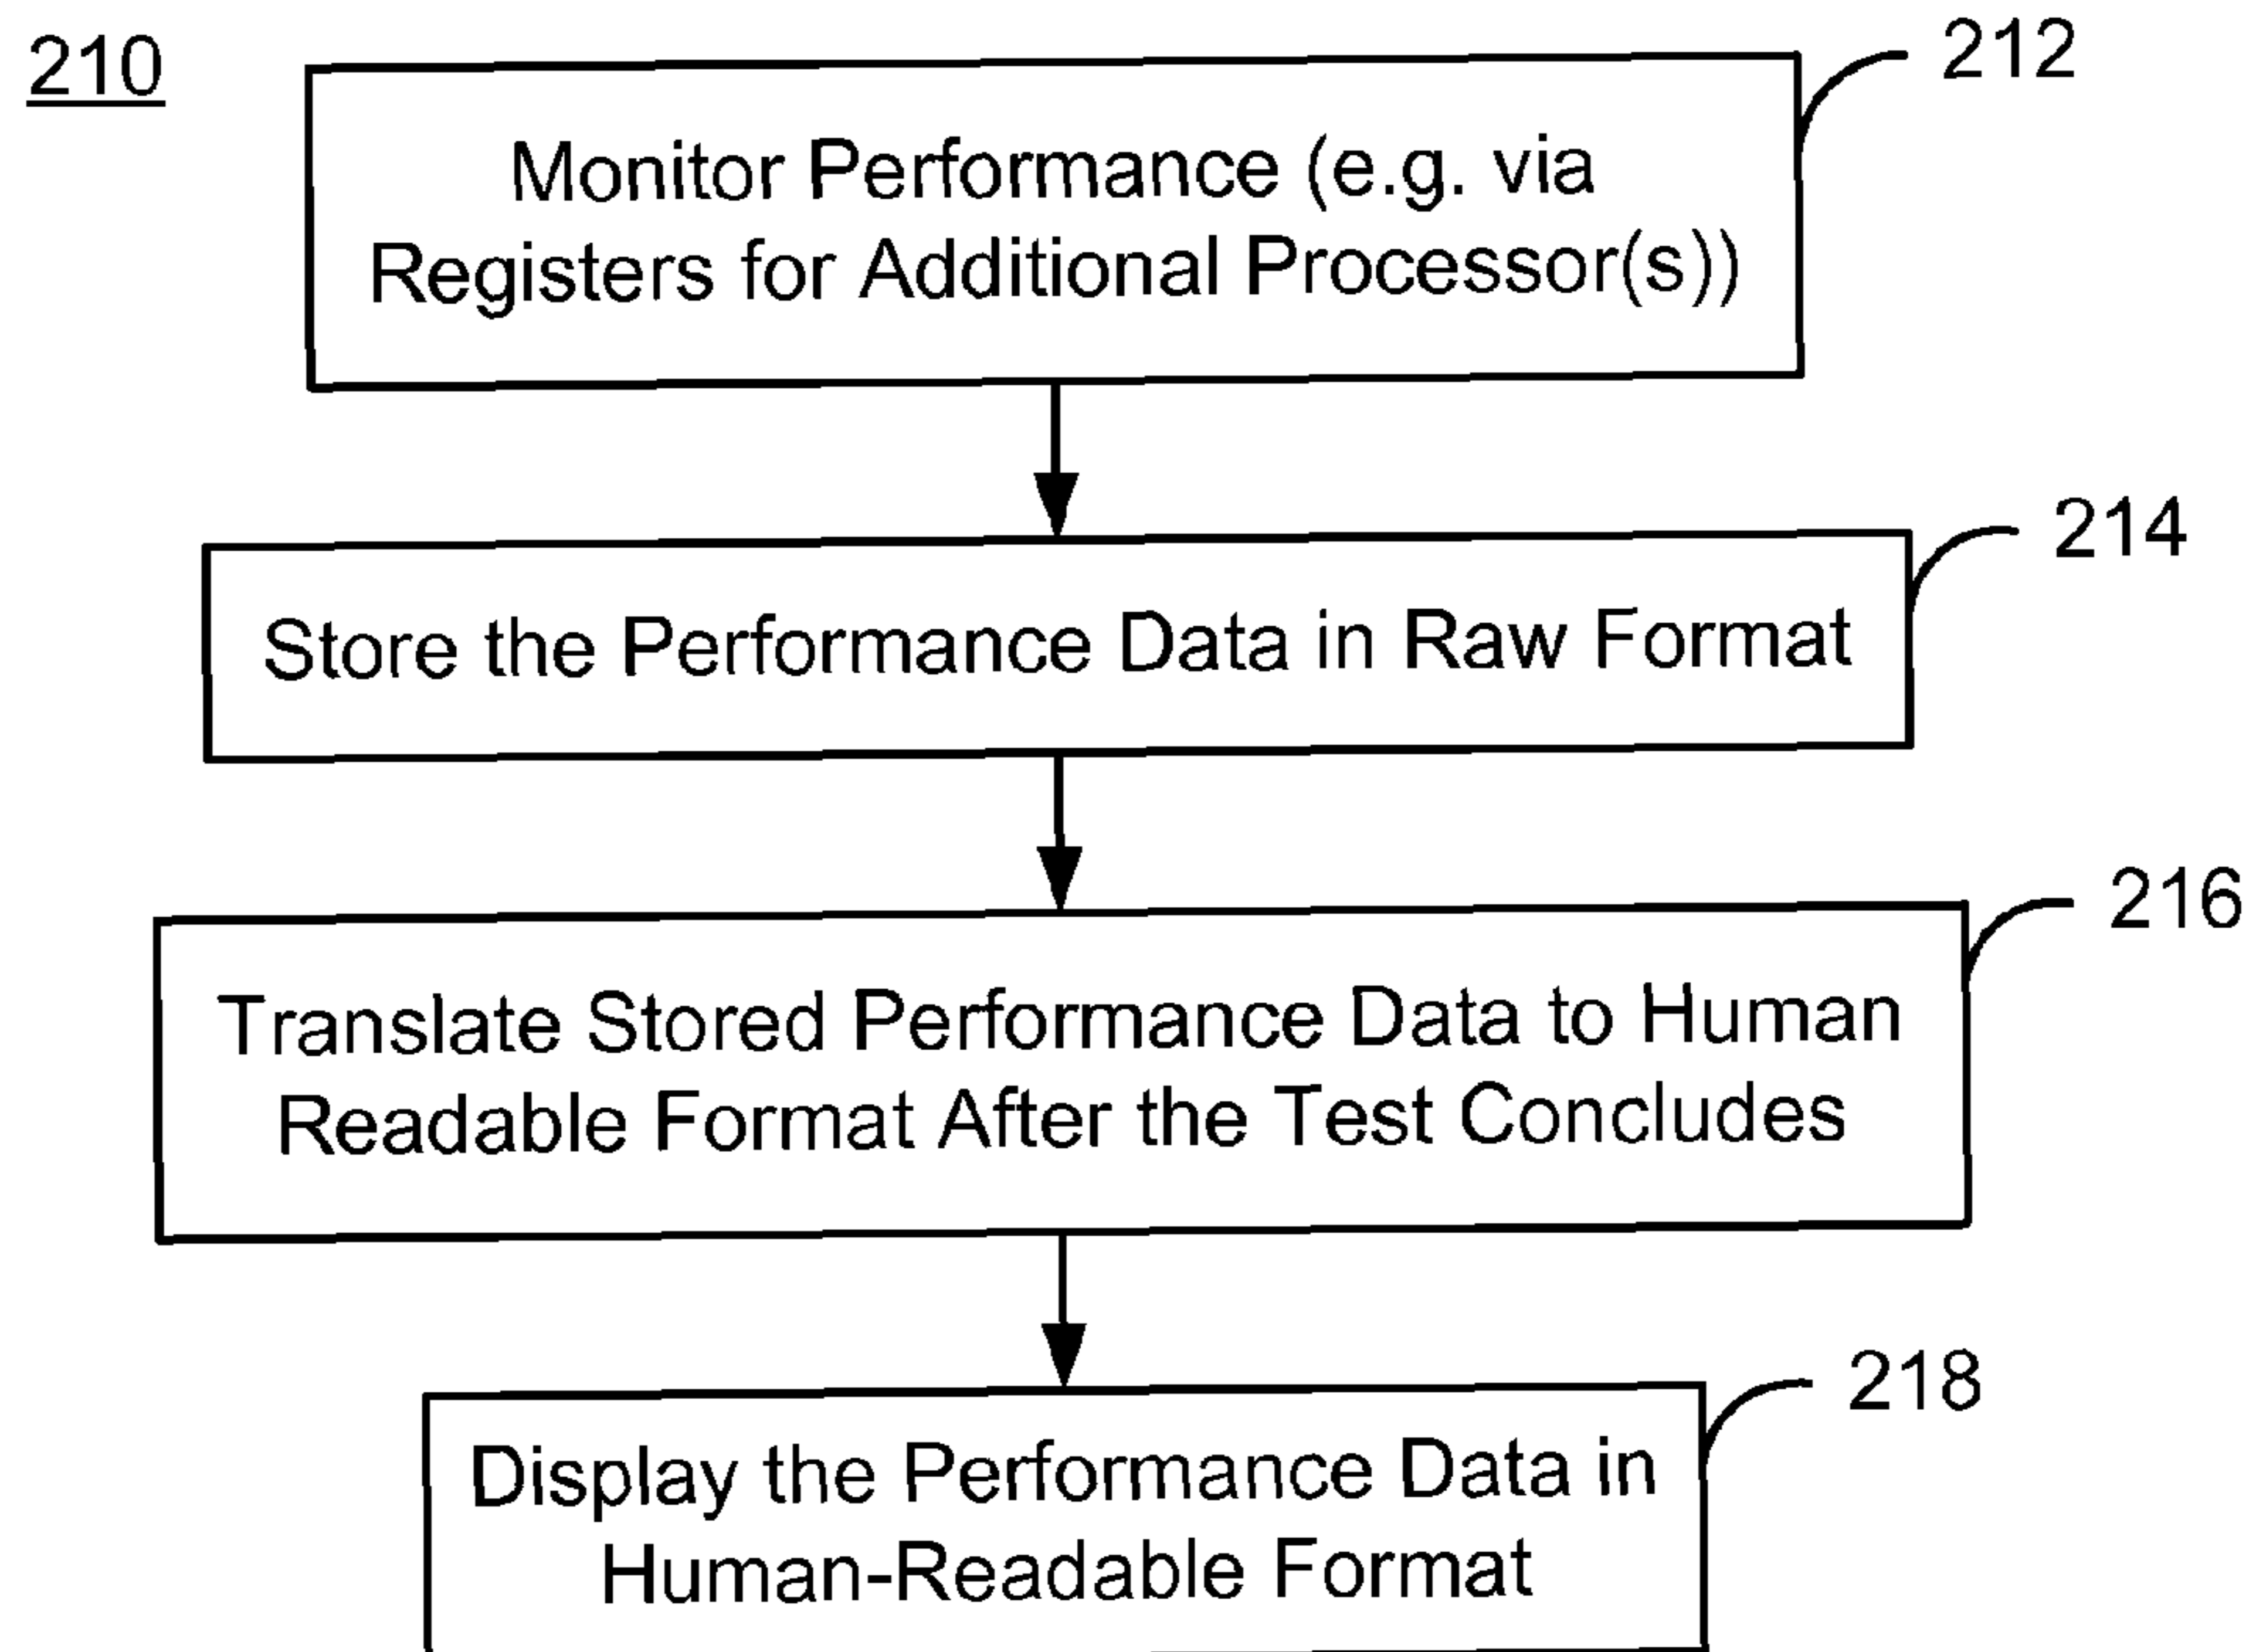 210
212
Monitor Performance (e.g. via
Registers for Additional Processor(s))
214
Store the Performance Data in Raw Format
216
Translate Stored Performance Data to Human
Readable Format After the Test Concludes
218
Display the Performance Data in
Human-Readable Format